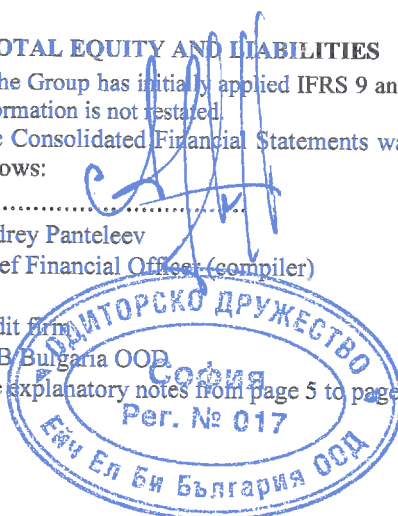 OTAL EQUITY AND LIABILITIES
he Group has initially applied IFRS 9 an
ormation is not restated.
e Consolidated Financial Statements wa
ows:
drey Panteleev
ef Financial Officer (compiler)
dit firm
B Bulgaria OOD
e explanatory notes from page 5 to page
ОДИТОРСКО ДРУЖЕСТВО
София
Рег. № 017
Ейч Ел Би България ООД